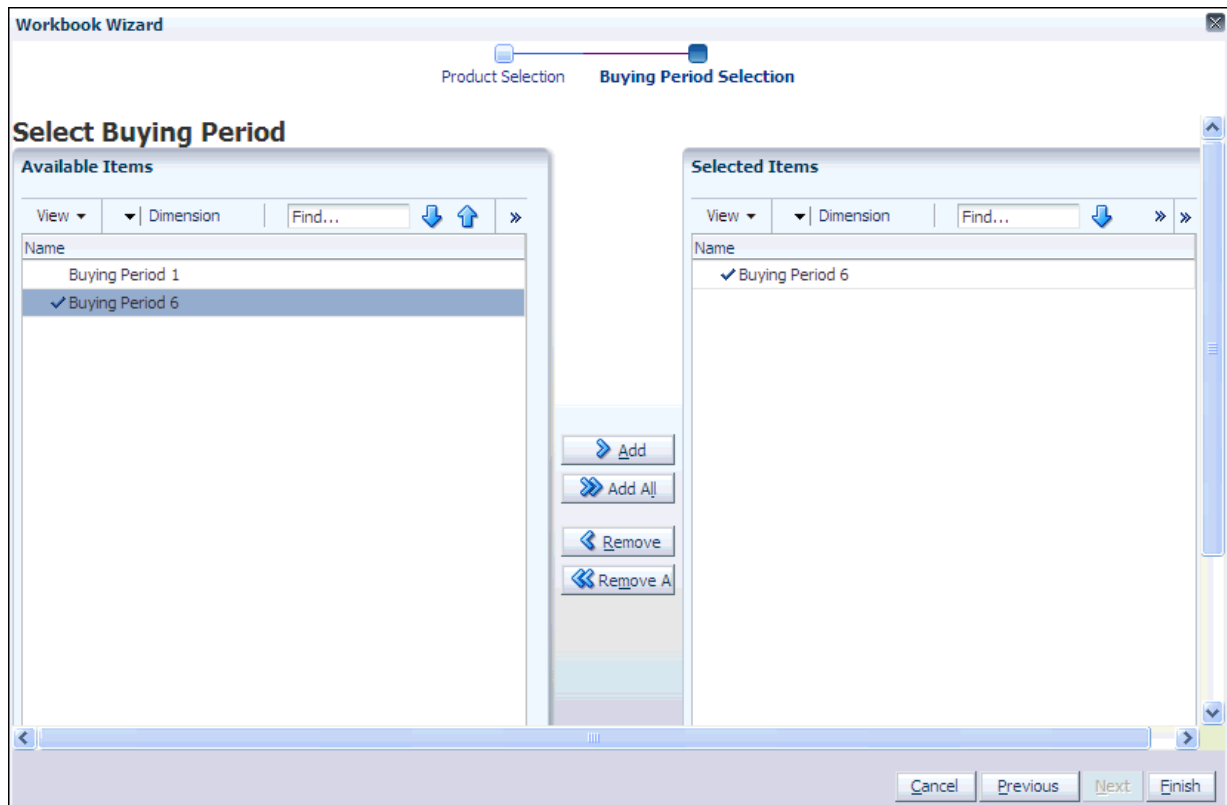 Workbook Wizard
Product Selection
Buying Period Selection
Select Buying Period
Available Items
View
Dimension
Find...
Name
Buying Period 1
Buying Period 6
Add
Add All
Remove
Remove A
Selected Items
View
Dimension
Find...
Name
Buying Period 6
Cancel
Previous
Next
Finish